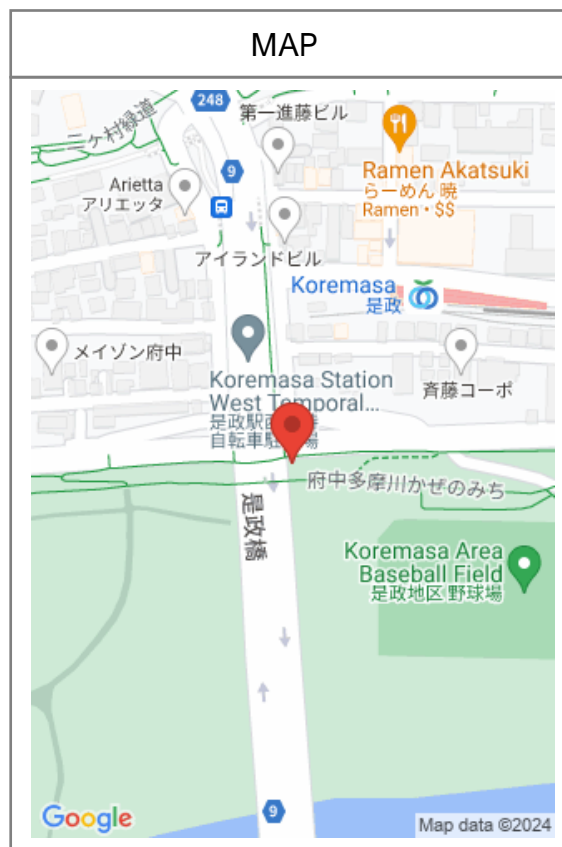 MAP
248
二ヶ村緑道
第一進藤ビル
9
Ramen Akatsuki
らーめん 暁
Ramen・$$
Arietta
アリエッタ
アイランドビル
Koremasa
是政
メイゾン府中
Koremasa Station
West Temporal...
是政駅西
自転車駐 場
斉藤コーポ
府中多摩川かぜのみち
是政橋
Koremasa Area
Baseball Field
是政地区 野球場
9
Google
Map data ©2024